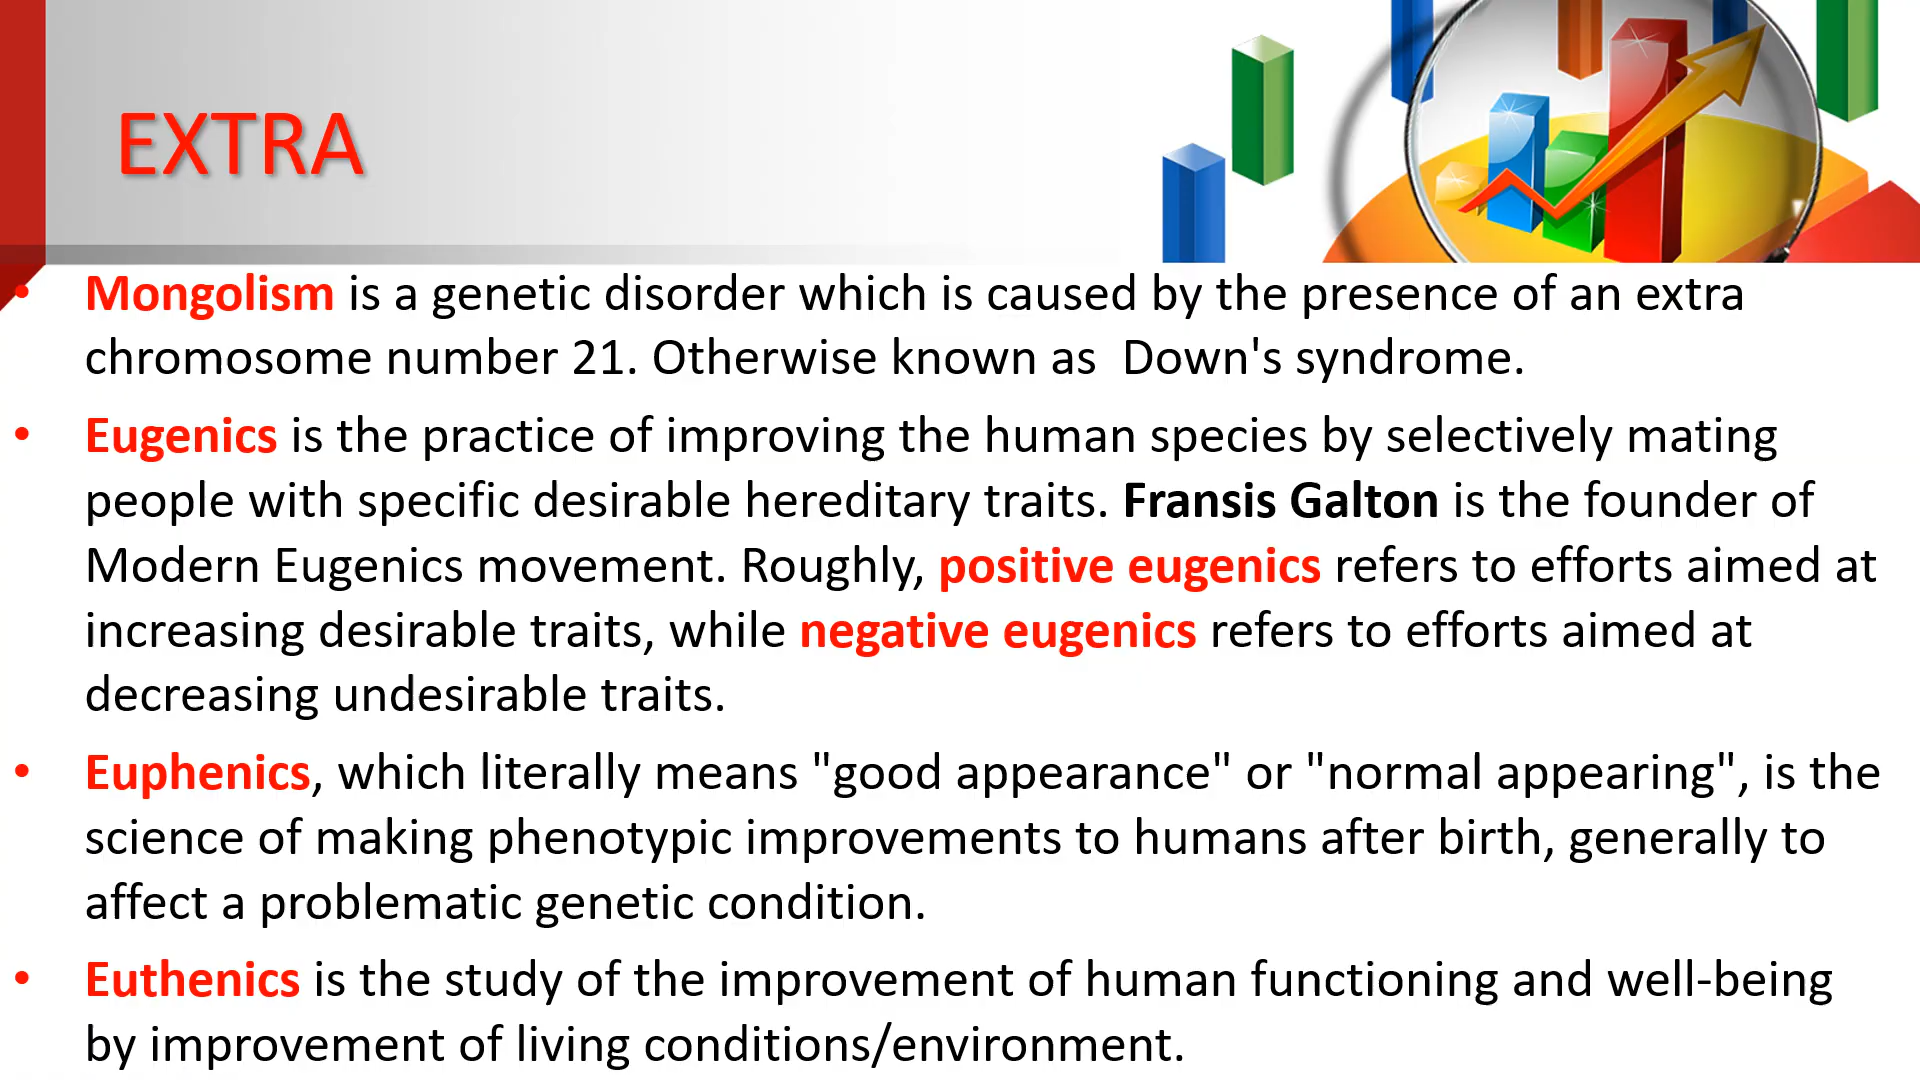 EXTRA
• Mongolism is a genetic disorder which is caused by the presence of an extra
chromosome number 21. Otherwise known as  Down's syndrome.
• Eugenics is the practice of improving the human species by selectively mating
people with specific desirable hereditary traits. Fransis Galton is the founder of
Modern Eugenics movement. Roughly, positive eugenics refers to efforts aimed at
increasing desirable traits, while negative eugenics refers to efforts aimed at
decreasing undesirable traits.
• Euphenics, which literally means "good appearance" or "normal appearing", is the
science of making phenotypic improvements to humans after birth, generally to
affect a problematic genetic condition.
• Euthenics is the study of the improvement of human functioning and well-being
by improvement of living conditions/environment.